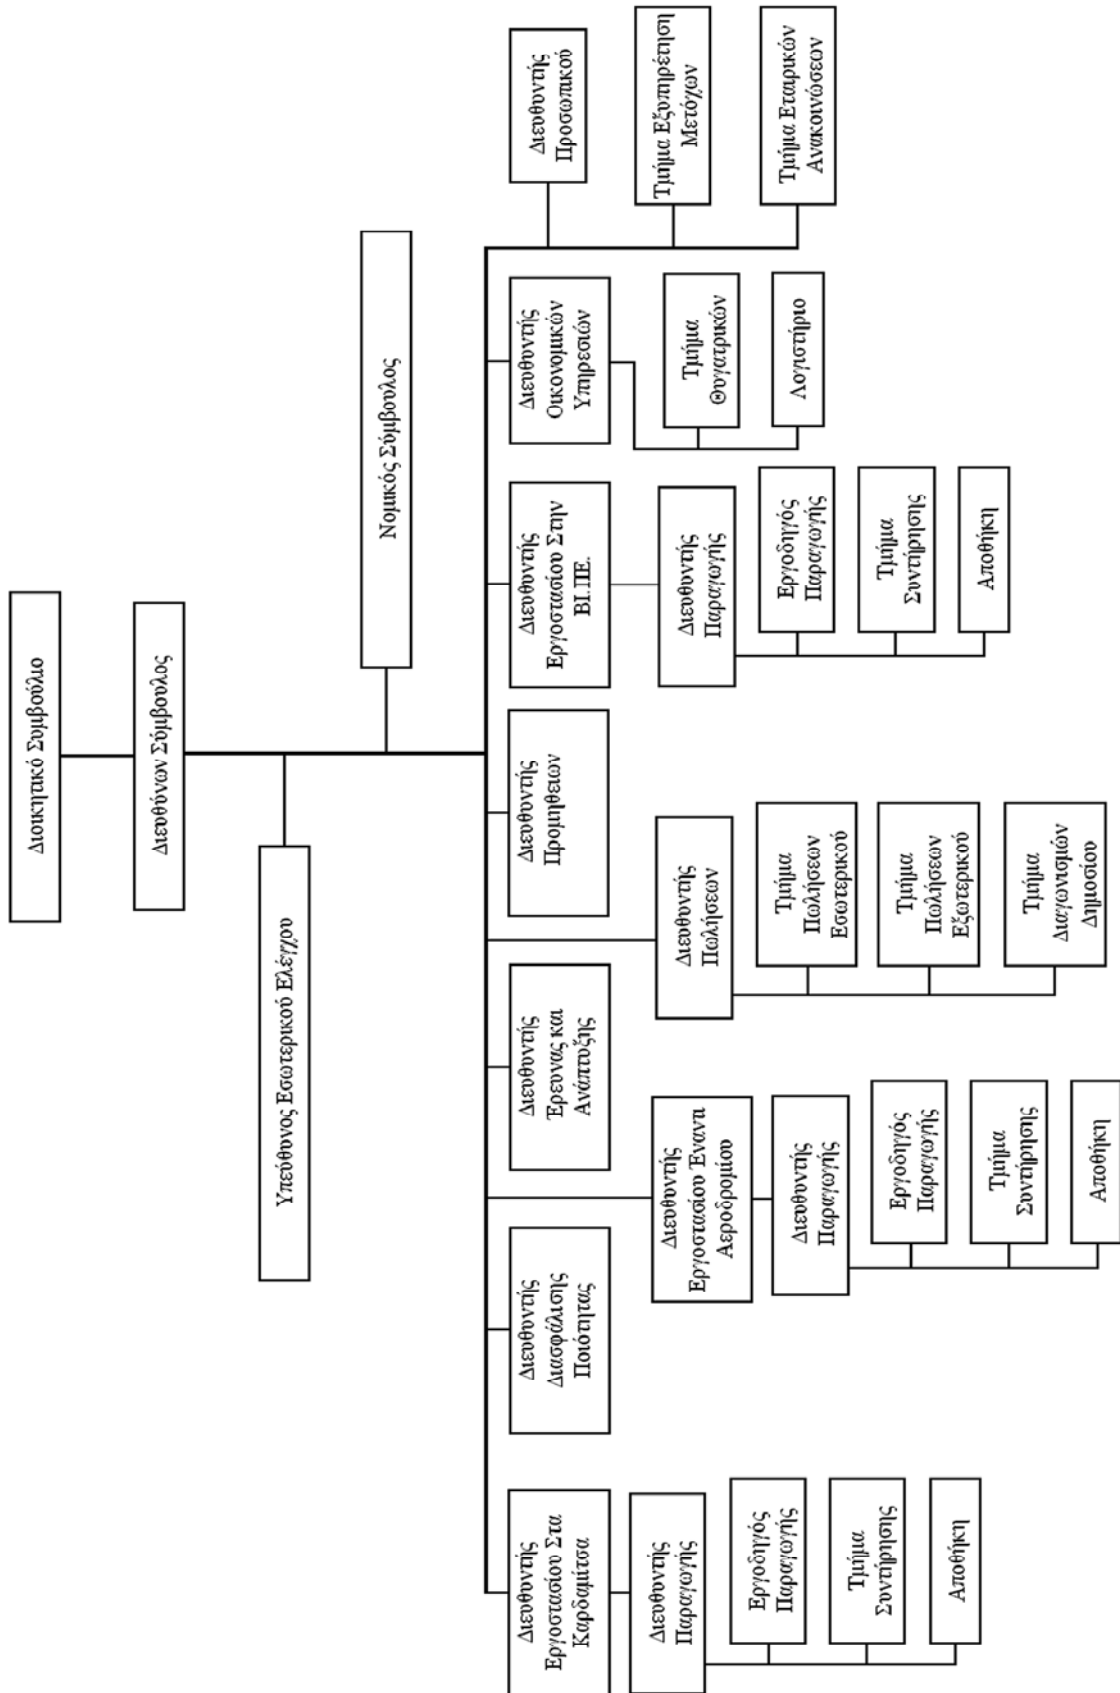 Διοικητικό Συμβούλιο
Διευθύνων Σύμβουλος
Υπεύθυνος Εσωτερικού Ελέγχου
Νομικός Σύμβουλος
Διευθυντής
Εργοστασίου Στα
Καρδαμίτσα
Διευθυντής
Παραγωγής
Εργοδηγός
Παραγωγής
Τμήμα
Συντήρησης
Αποθήκη
Διευθυντής
Διασφάλισης
Ποιότητας
Διευθυντής
Εργοστασίου Έναντι
Αεροδρομίου
Διευθυντής
Παραγωγής
Εργοδηγός
Παραγωγής
Τμήμα
Συντήρησης
Αποθήκη
Διευθυντής
Έρευνας και
Ανάπτυξης
Διευθυντής
Πωλήσεων
Τμήμα
Πωλήσεων
Εσωτερικού
Τμήμα
Πωλήσεων
Εξωτερικού
Τμήμα
Διαγωνισμών
Δημοσίου
Διευθυντής
Προμηθειων
Διευθυντής
Εργοστασίου Στην
ΒΙ.ΠΕ.
Διευθυντής
Παραγωγής
Εργοδηγός
Παραγωγής
Τμήμα
Συντήρησης
Αποθήκη
Διευθυντής
Οικονομικών
Υπηρεσιών
Τμήμα
Θυγατρικών
Λογιστήριο
Διευθυντής
Προσωπικού
Τμήμα Εξυπηρέτηση
Μετόχων
Τμήμα Εταιρικών
Ανακοινώσεων